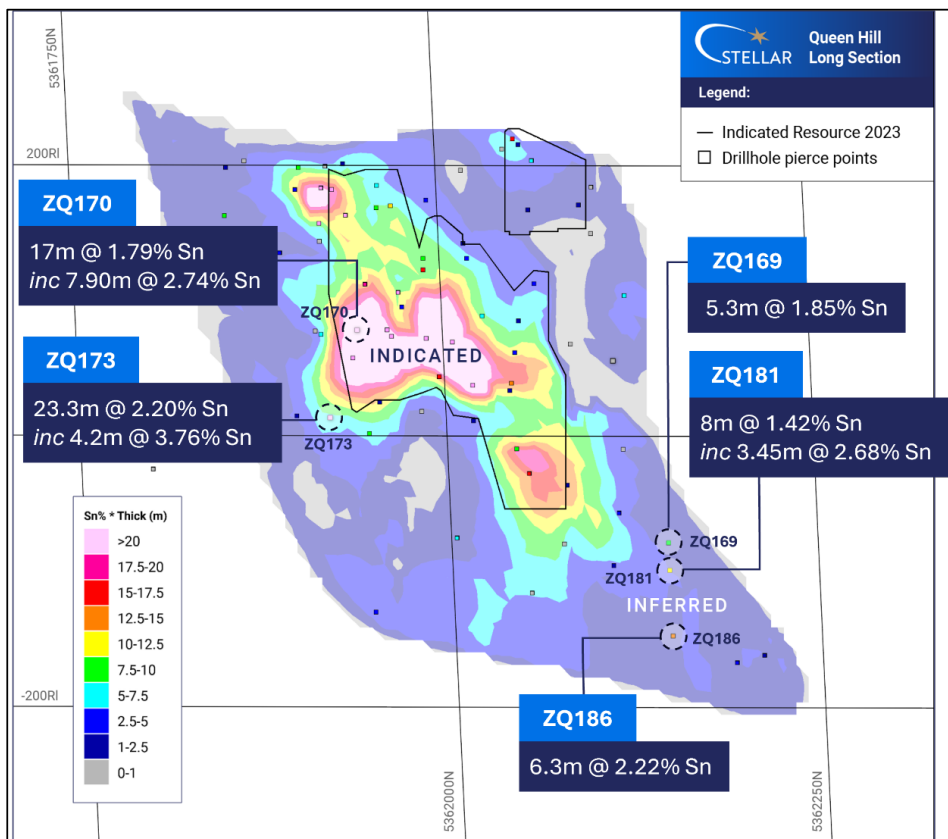 5361750N
STELLAR
Queen Hill
Long Section
Legend:
Indicated Resource 2023
Drillhole pierce points
200Rl
ZQ170
17m @ 1.79% Sn
inc 7.90m @ 2.74% Sn
ZQ169
5.3m @ 1.85% Sn
ZQ170
INDICATED
ZQ173
23.3m @ 2.20% Sn
inc 4.2m @ 3.76% Sn
ZQ181
8m @ 1.42% Sn
inc 3.45m @ 2.68% Sn
ZQ173
Sn% * Thick (m)
>20
17.5-20
15-17.5
12.5-15
10-12.5
7.5-10
5-7.5
2.5-5
1-2.5
0-1
ZQ169
ZQ181
INFERRED
ZQ186
-200Rl
ZQ186
6.3m @ 2.22% Sn
5362000N
5362250N